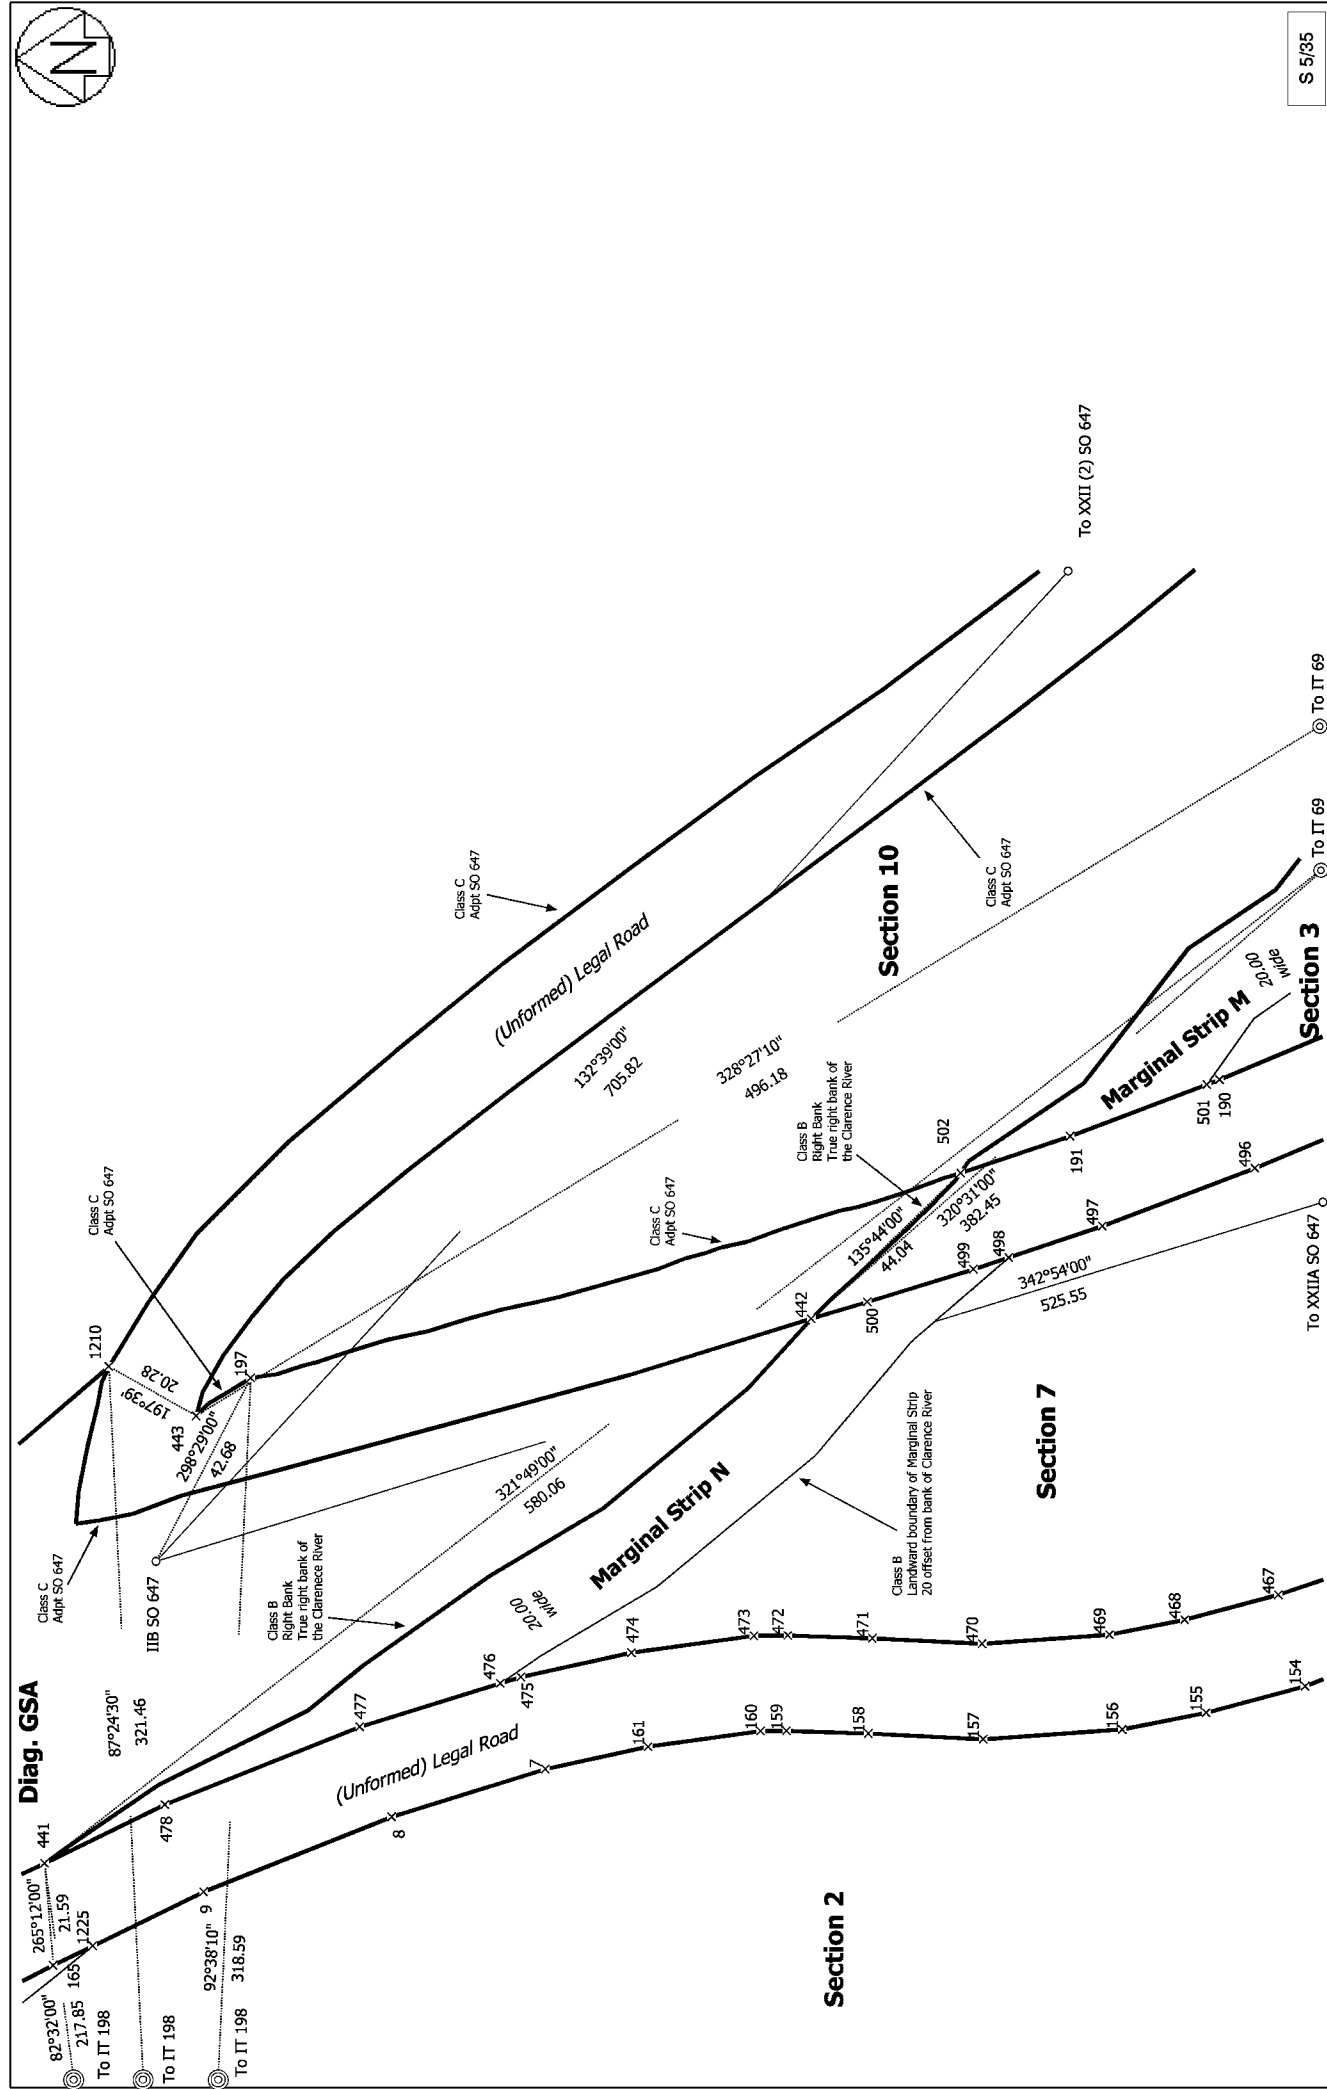 Diag. GSA
N
S 5/35
441
265°12'00"
21.59
1225
165
82°32'00"
217.85
To IT 198
To IT 198
To IT 198
92°38'10"
318.59
87°24'30"
321.46
9
478
8
477
(Unformed) Legal Road
7
161
160
159
158
157
156
155
154
476
475
474
473
472
471
470
469
468
467
Section 2
Class C
Adpt SO 647
IIB SO 647
Class B
Right Bank
True right bank of
the Clarenece River
20.00
wide
Marginal Strip N
321°49'00"
580.06
1210
197°39'
20.28
443
298°29'00"
42.68
197
Class C
Adpt SO 647
Class C
Adpt SO 647
(Unformed) Legal Road
132°39'00"
705.82
328°27'10"
496.18
Class C
Adpt SO 647
Class B
Right Bank
True right bank of
the Clarence River
442
500
499
498
497
496
135°44'00"
44.04
320°31'00"
382.45
342°54'00"
525.55
502
191
501
190
Class B
Landward boundary of Marginal Strip
20 offset from bank of Clarence River
Section 7
Section 10
Class C
Adpt SO 647
Marginal Strip M
20.00
wide
Section 3
To XXII (2) SO 647
To IT 69
To IT 69
To XXIIA SO 647